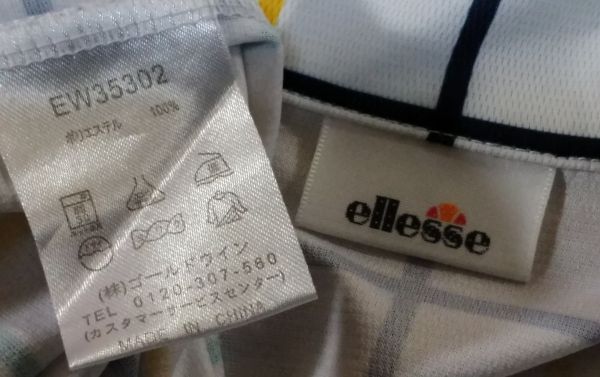 EW35302
ポリエステル 100%
(株)ゴールドウイン
TEL 0120-307-560
(カスタマーサービスセンター)
MADE IN CHINA
ellesse